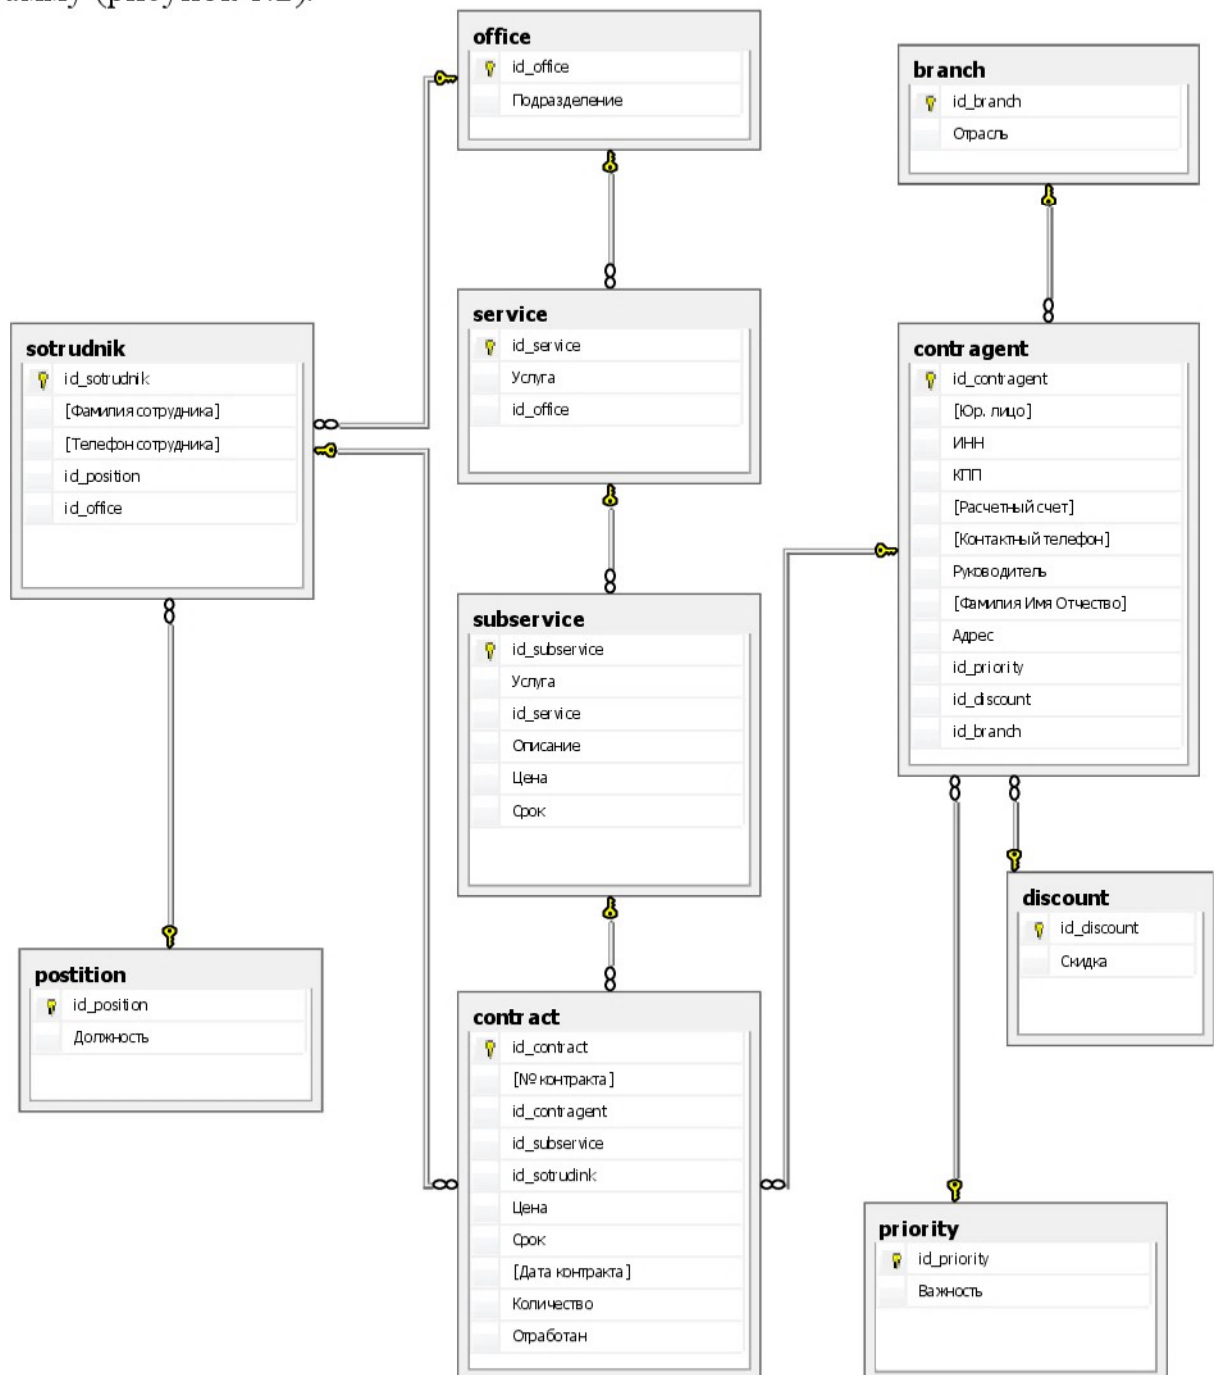 office
id_office
Подразделение
branch
id_branch
Отрасль
service
id_service
Услуга
id_office
sotrudnik
id_sotrudnik
[Фамилия сотрудника]
[Телефон сотрудника]
id_position
id_office
contragent
id_contragent
[Юр. лицо]
ИНН
КПП
[Расчетный счет]
[Контактный телефон]
Руководитель
[Фамилия Имя Отчество]
Адрес
id_priority
id_discount
id_branch
subservice
id_subservice
Услуга
id_service
Описание
Цена
Срок
discount
id_discount
Скидка
postition
id_position
Должность
contract
id_contract
[№ контракта]
id_contragent
id_subservice
id_sotrudink
Цена
Срок
[Дата контракта]
Количество
Отработан
priority
id_priority
Важность